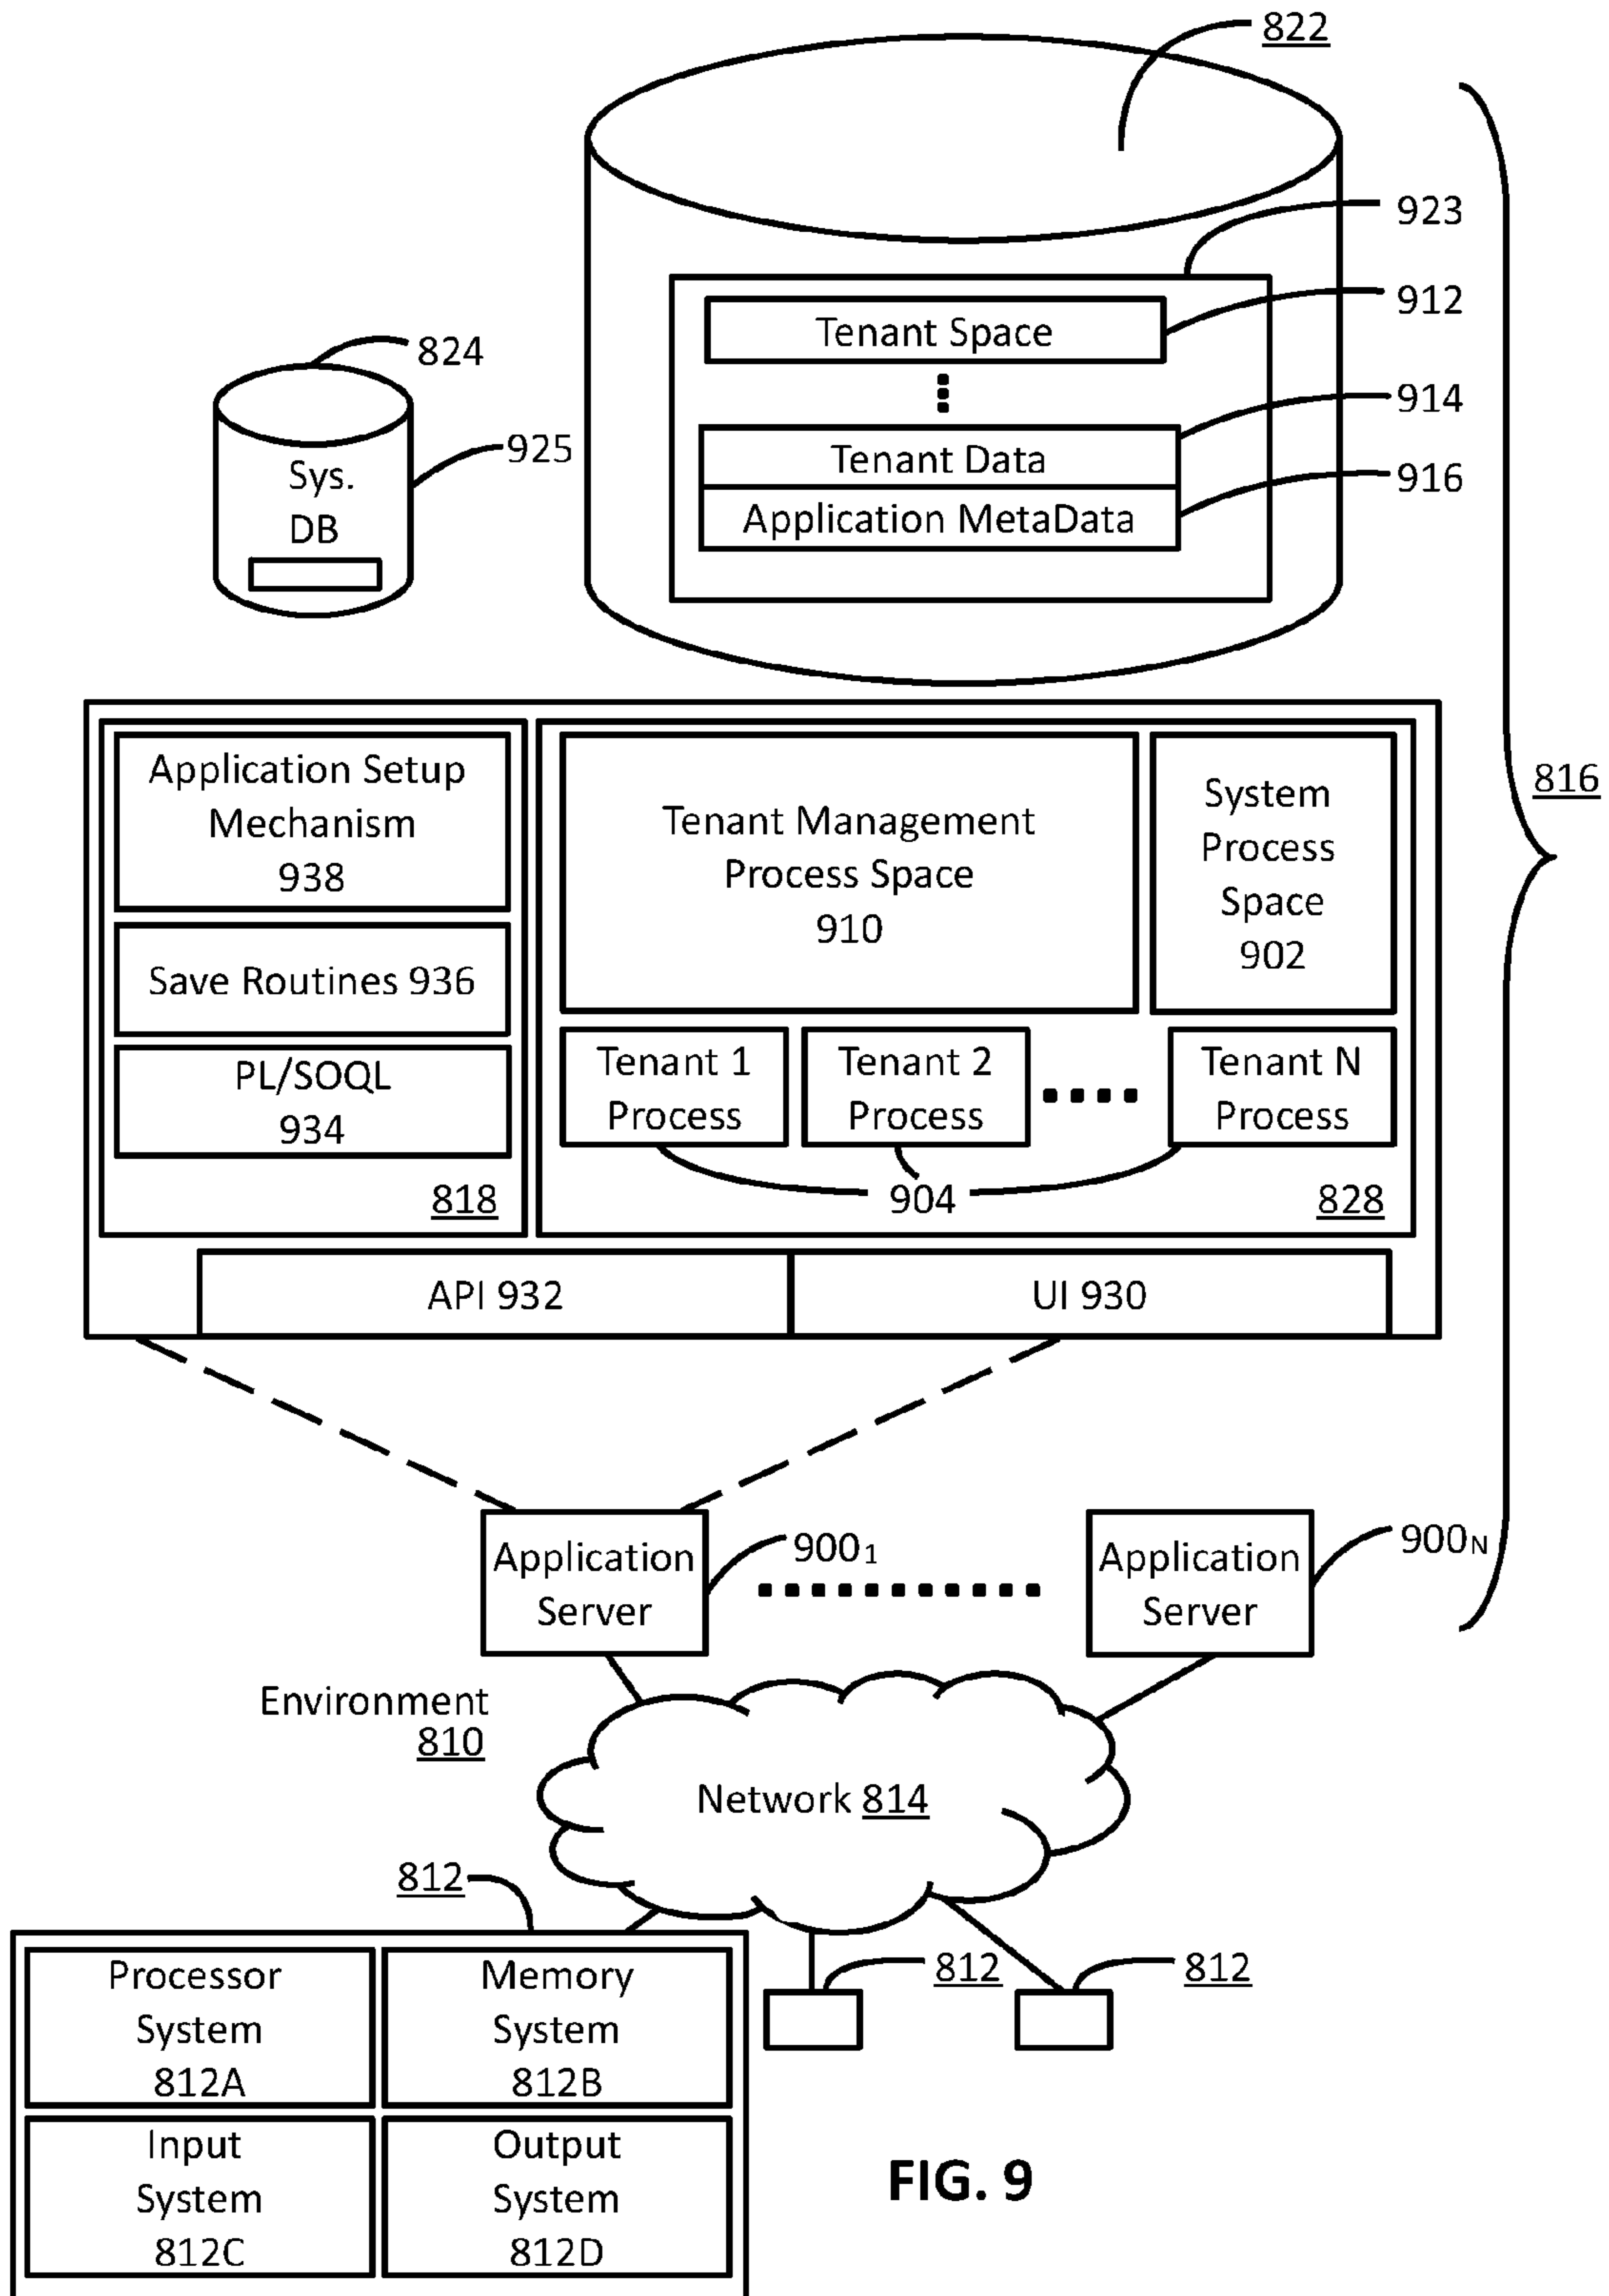 822
923
912
Tenant Space
824
914
925
Tenant Data
Sys.
DB
916
Application MetaData
816
Application Setup
Mechanism
938
Tenant Management
Process Space
910
System
Process
Space
902
Save Routines 936
PL/SOQL
934
Tenant 1
Process
Tenant 2
Process
Tenant N
Process
904
818
828
API 932
UI 930
Application
Server
900₁
Application
Server
900N
Environment
810
Network 814
812
812
812
Processor
System
812A
Memory
System
812B
Input
System
812C
Output
System
812D
FIG. 9